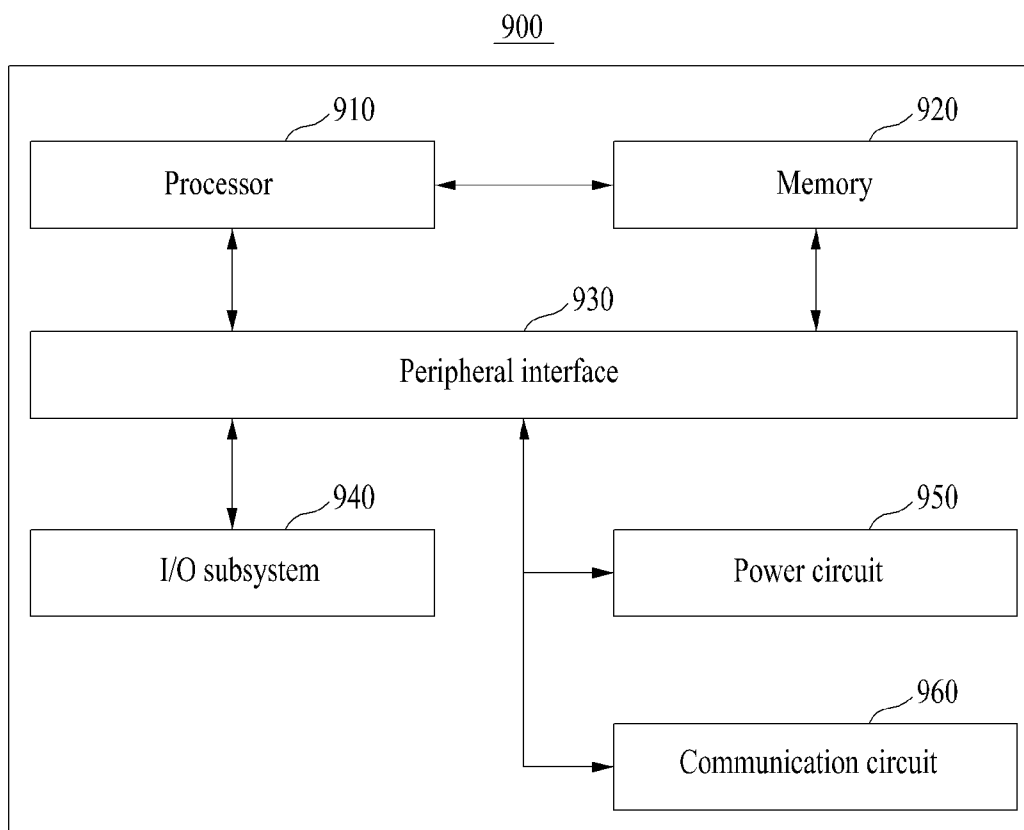 900
910
Processor
920
Memory
930
Peripheral interface
940
I/O subsystem
950
Power circuit
960
Communication circuit